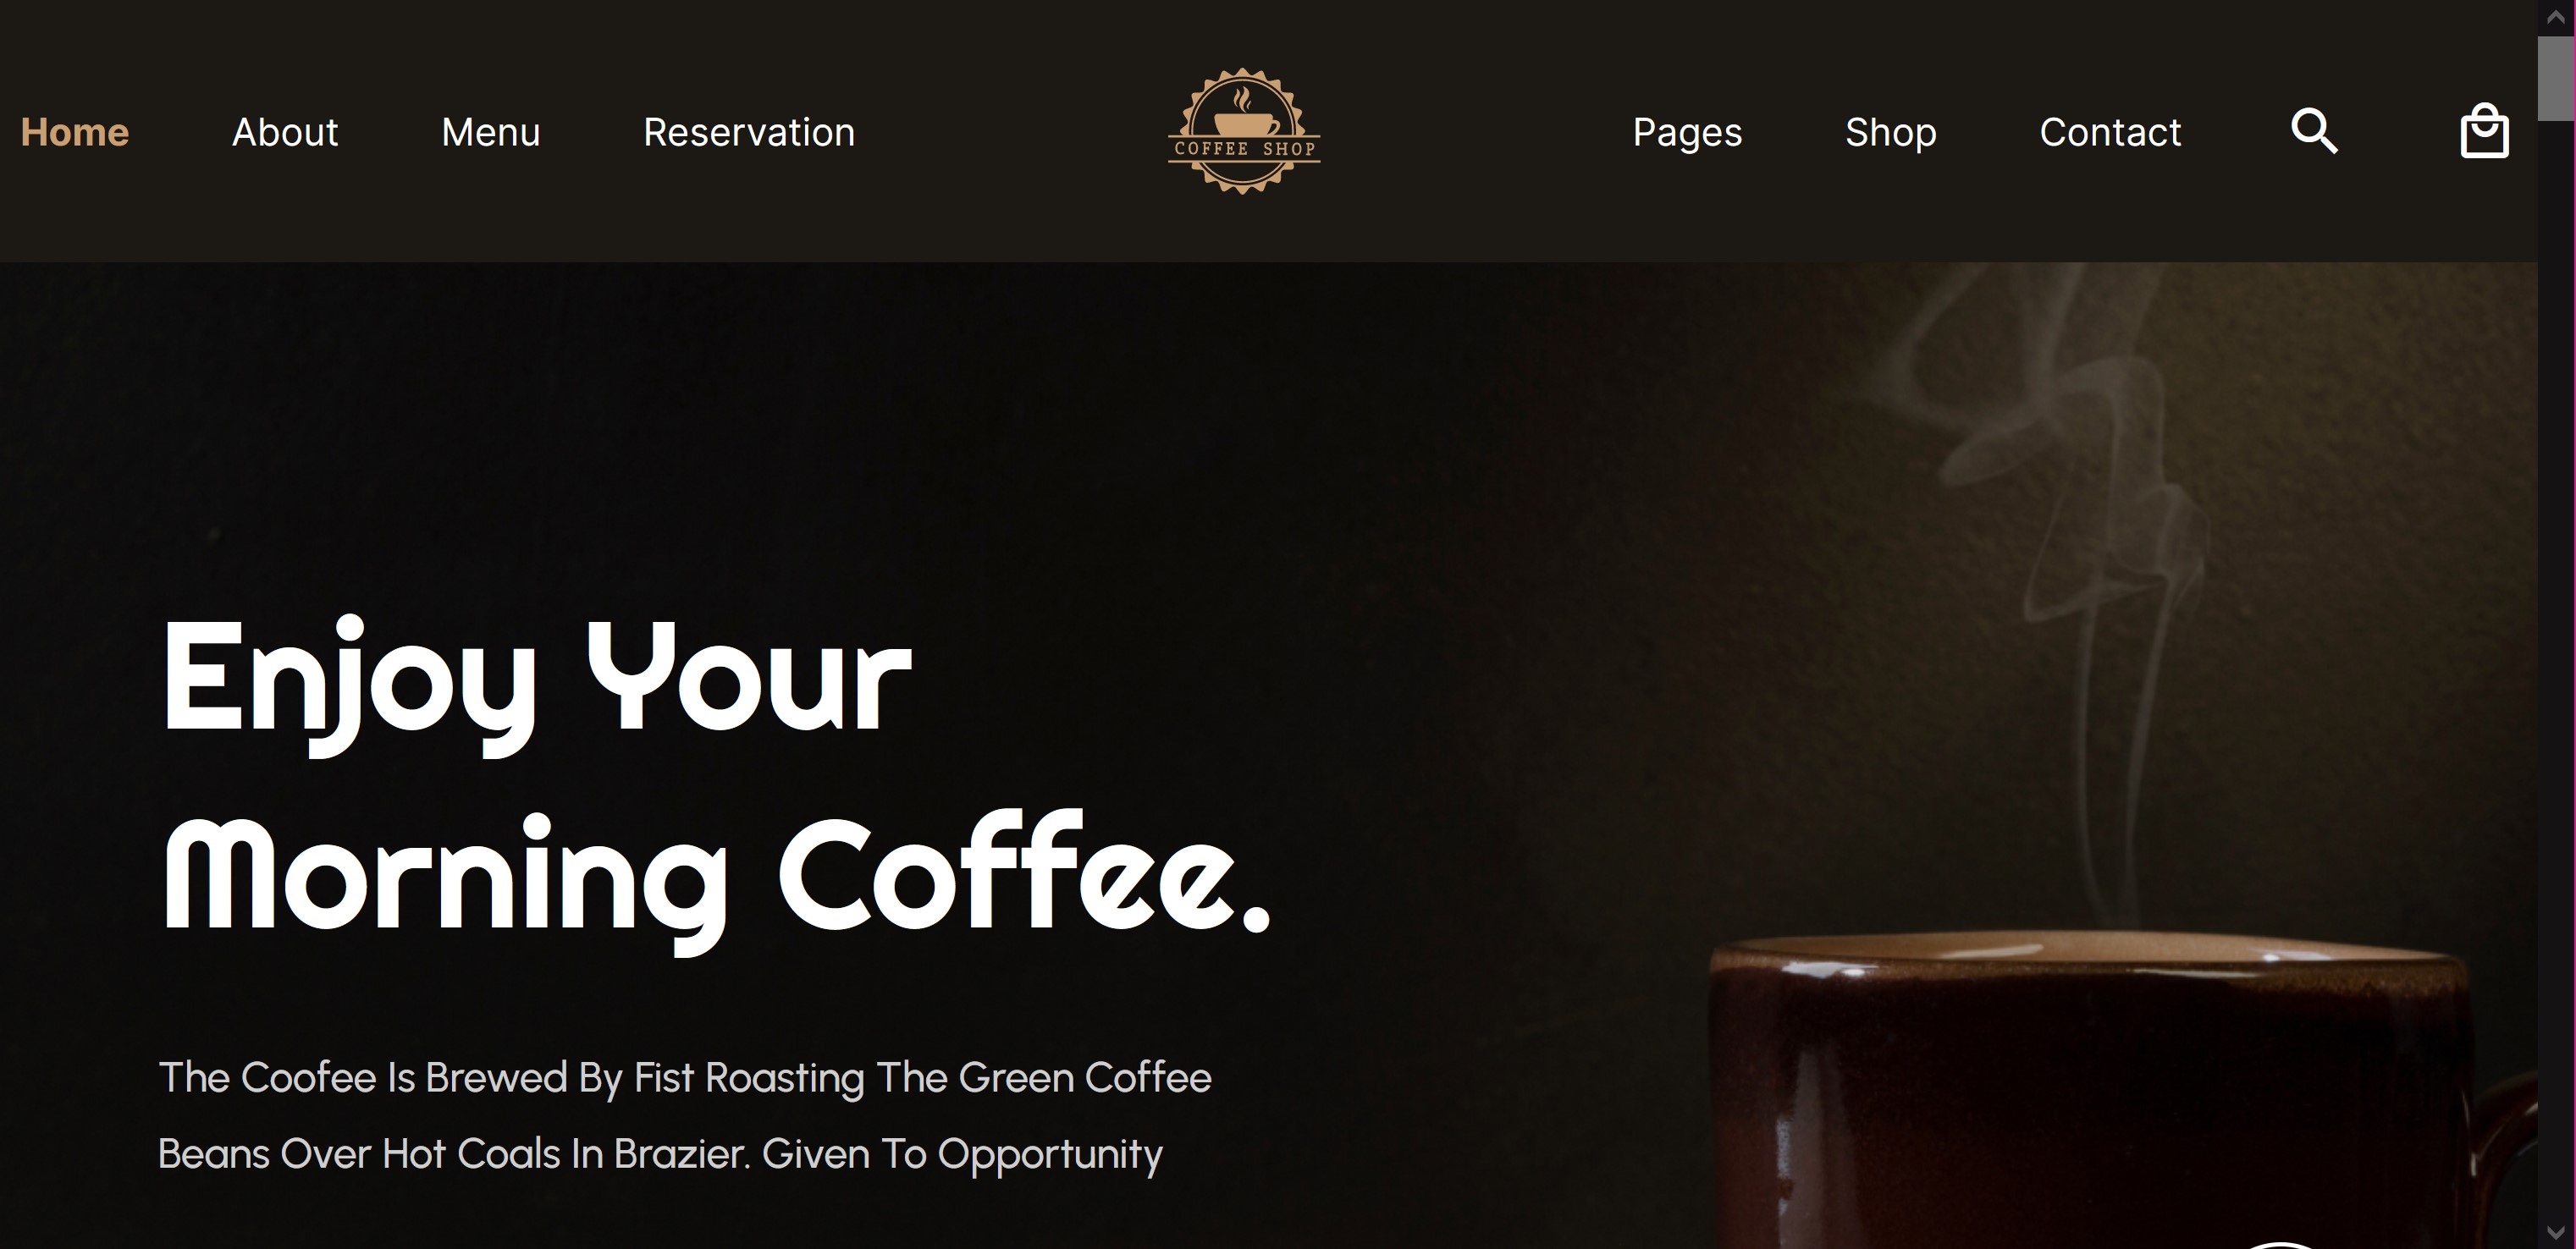 Home About Menu Reservation COFFEE SHOP Pages Shop Contact
Enjoy Your
Morning Coffee.
The Coofee Is Brewed By Fist Roasting The Green Coffee
Beans Over Hot Coals In Brazier. Given To Opportunity